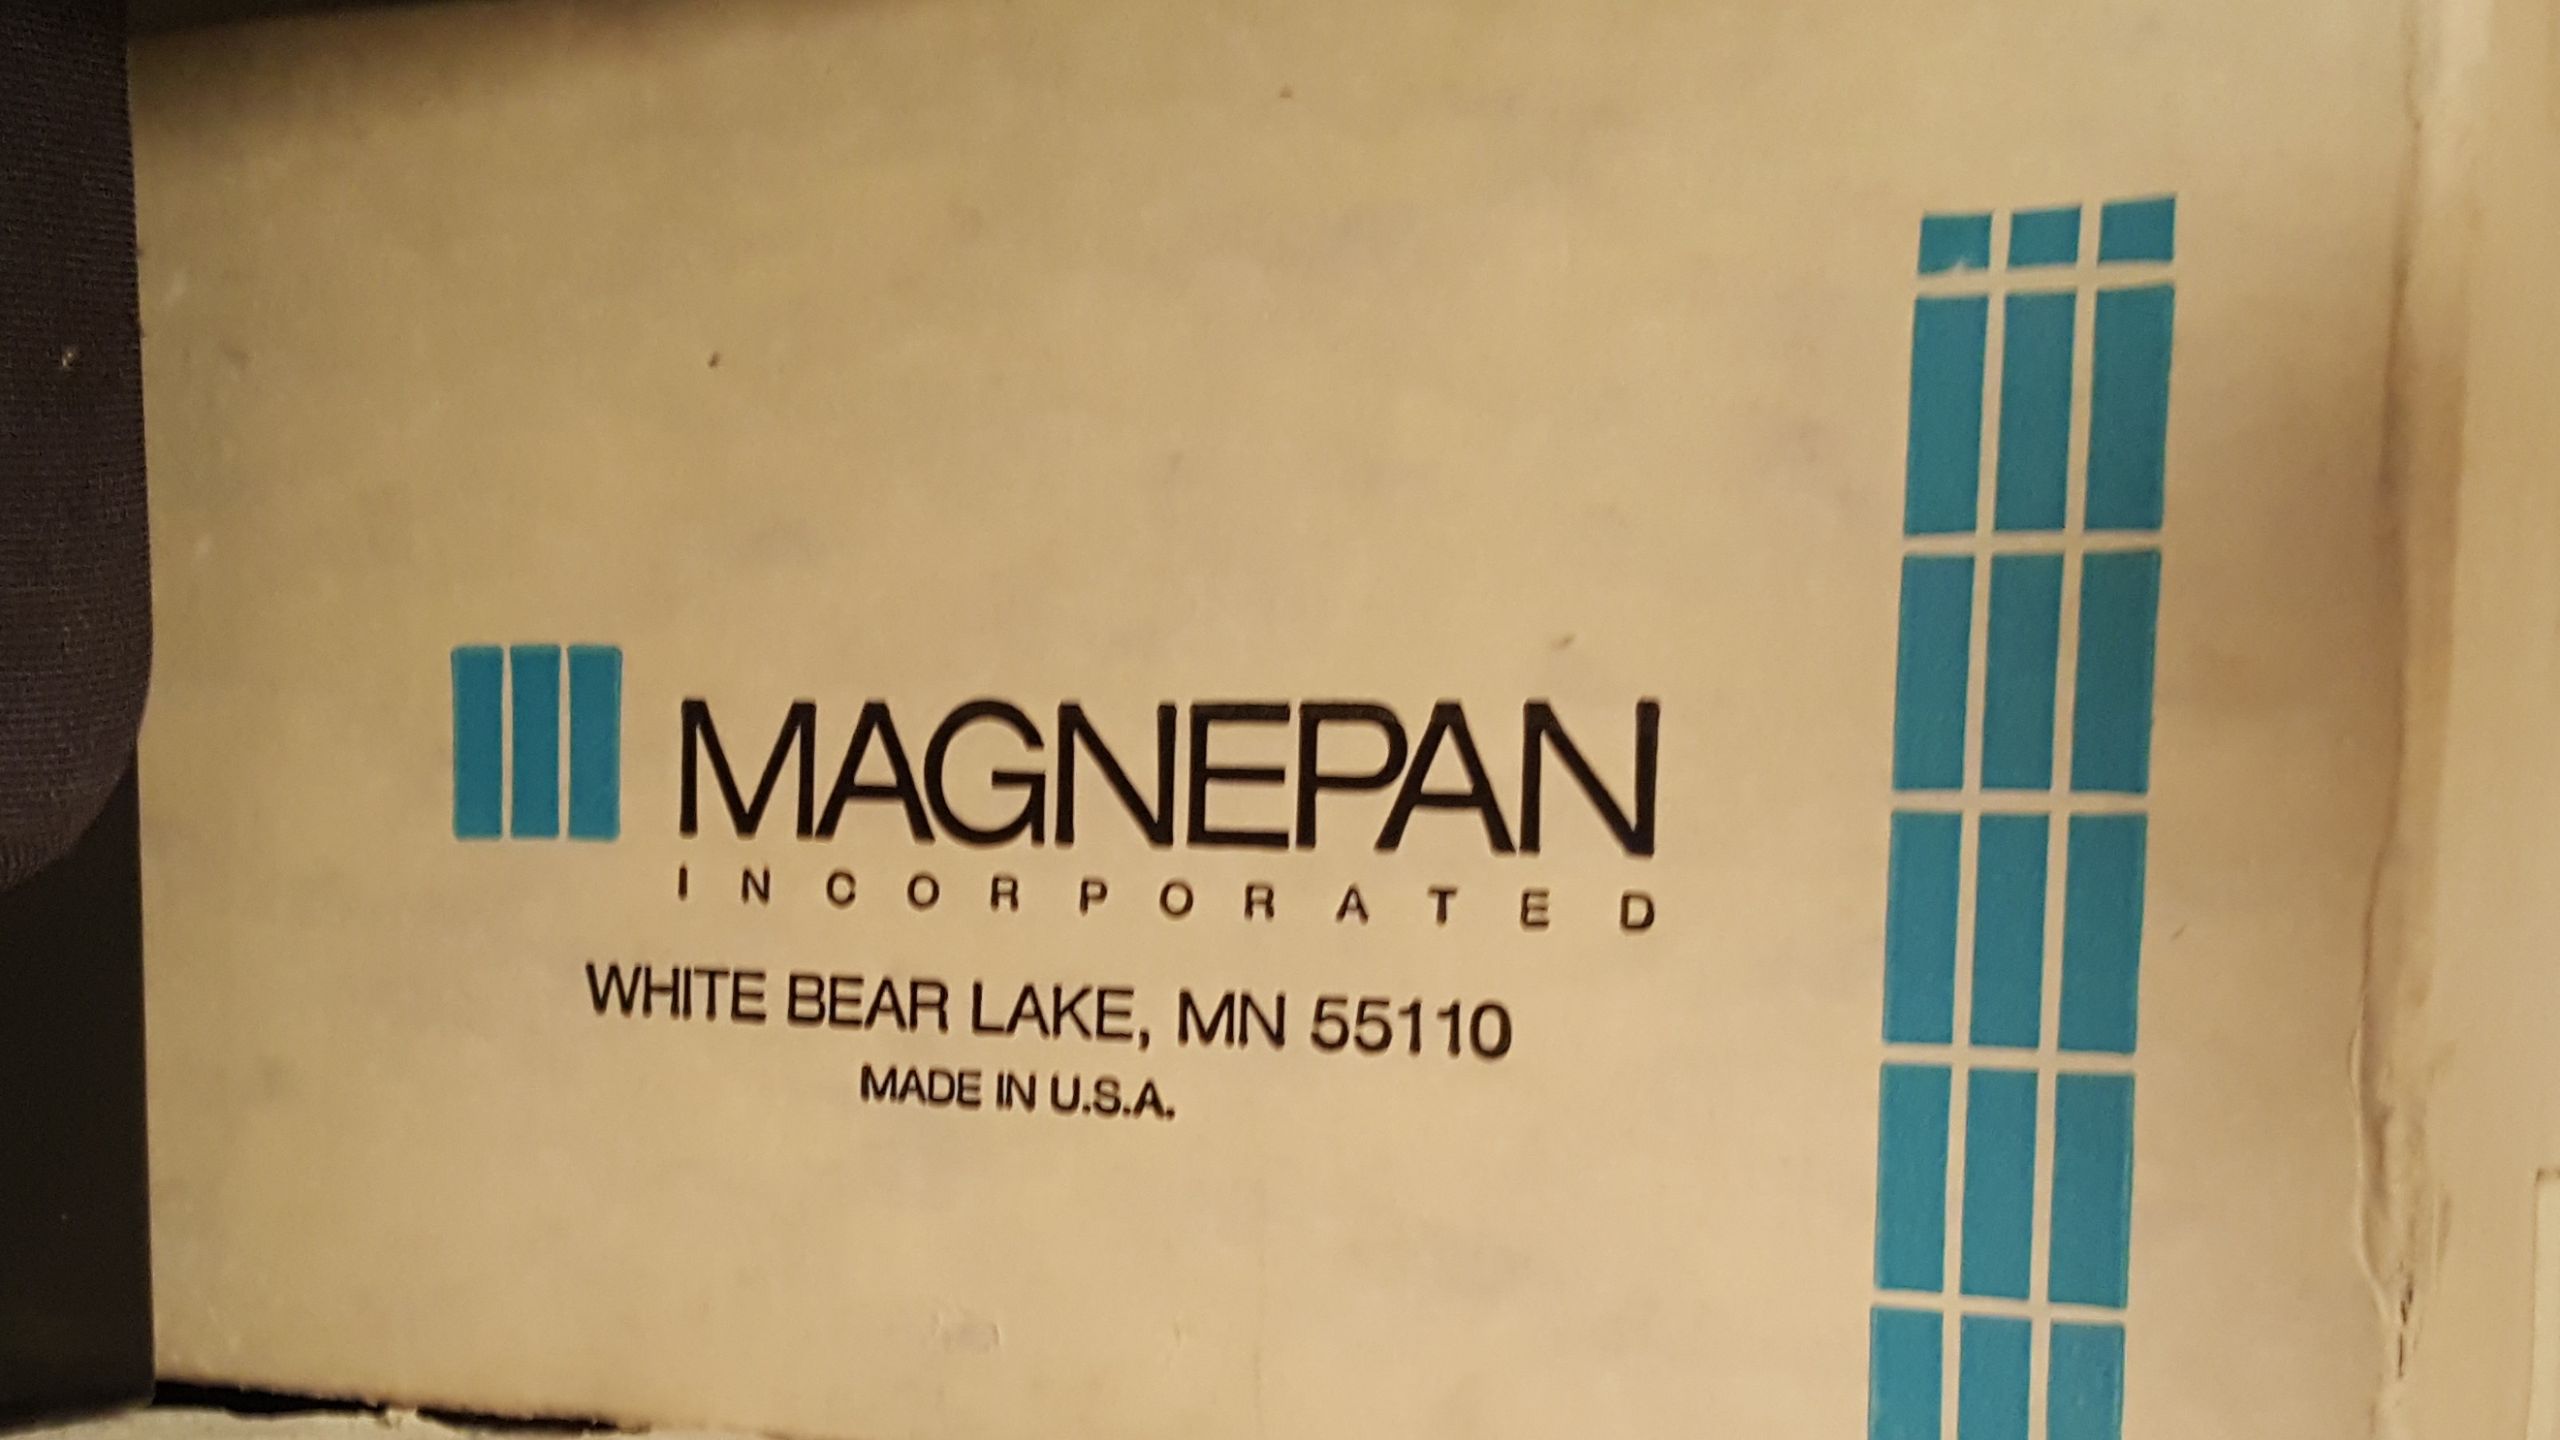 MAGNEPAN
INCORPORATED
WHITE BEAR LAKE, MN 55110
MADE IN U.S.A.